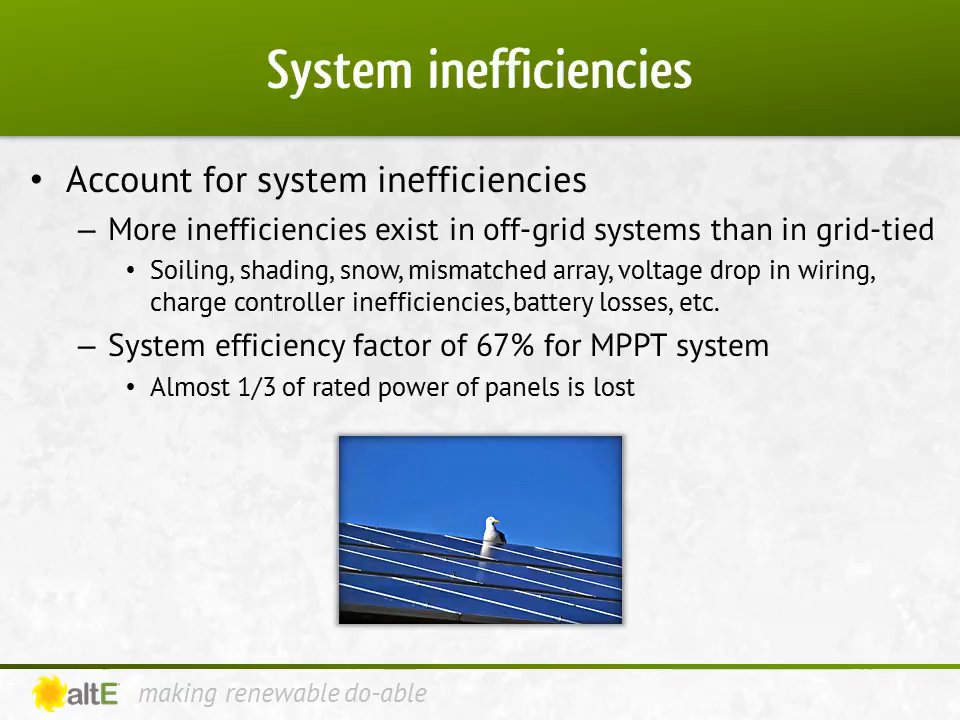 System inefficiencies
• Account for system inefficiencies
– More inefficiencies exist in off-grid systems than in grid-tied
• Soiling, shading, snow, mismatched array, voltage drop in wiring,
charge controller inefficiencies,battery losses, etc.
– System efficiency factor of 67% for MPPT system
• Almost 1/3 of rated power of panels is lost
altE making renewable do-able